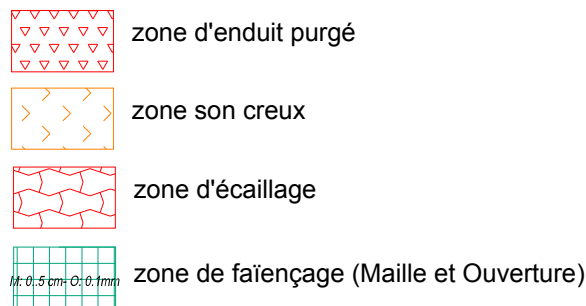 zone d'enduit purgé
zone son creux
zone d'écaillage
M: 0..5 cm- O: 0.1mm zone de faïençage (Maille et Ouverture)